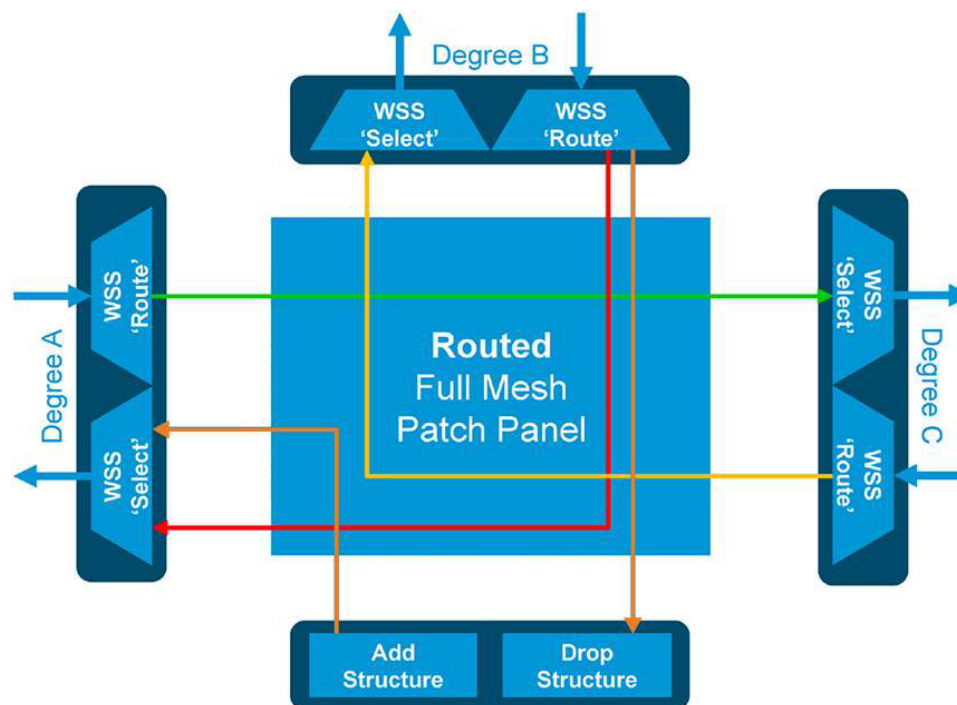 Degree B
WSS
'Select'
WSS
'Route'
Degree A
WSS
'Route'
WSS
'Select'
Routed
Full Mesh
Patch Panel
WSS
'Select'
WSS
'Route'
Degree C
Add
Structure
Drop
Structure